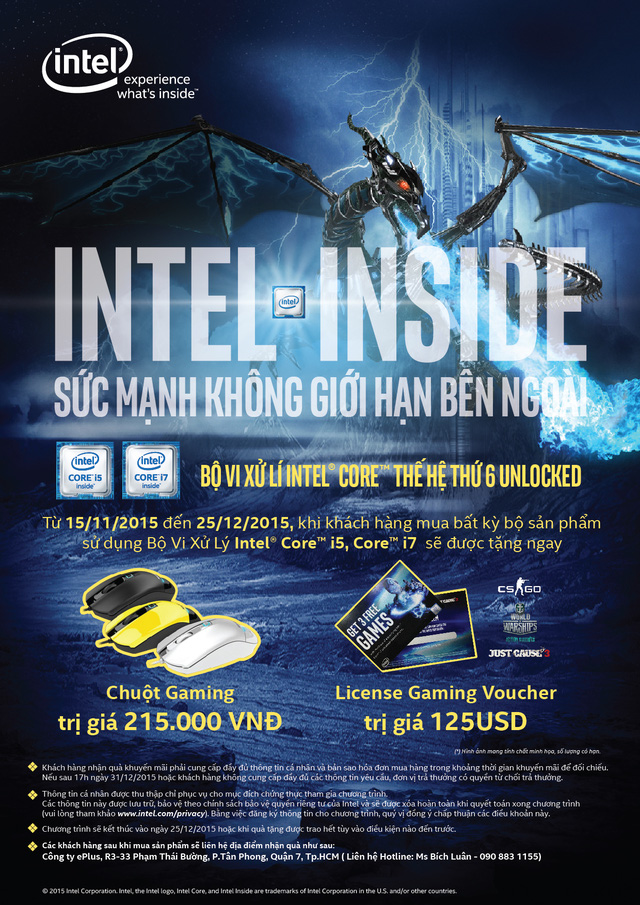 intel
experience
what's inside™
INTEL INSIDE
intel
SỨC MẠNH KHÔNG GIỚI HẠN BÊN NGOÀI
intel
CORE i5
inside
intel
CORE i7
inside
BỘ VI XỬ LÍ INTEL® CORE™ THẾ HỆ THỨ 6 UNLOCKED
Từ 15/11/2015 đến 25/12/2015, khi khách hàng mua bất kỳ bộ sản phẩm
sử dụng Bộ Vi Xử Lý Intel® Core™ i5, Core™ i7 sẽ được tặng ngay
GET 3 FREE
GAMES
CS GO
WORLD
WARSHIPS
JUST CAUSE 3
Chuột Gaming
trị giá 215.000 VNĐ
License Gaming Voucher
trị giá 125USD
(*) Hình ảnh mang tính chất minh họa, số lượng có hạn.
Khách hàng nhận quà khuyến mãi phải cung cấp đầy đủ thông tin cá nhân và bản sao hóa đơn mua hàng trong khoảng thời gian khuyến mãi để đối chiếu.
Nếu sau 17h ngày 31/12/2015 hoặc khách hàng không cung cấp đầy đủ các thông tin yêu cầu, đơn vị trả thưởng có quyền từ chối trả thưởng.
Thông tin cá nhân được thu thập chỉ phục vụ cho mục đích chứng thực tham gia chương trình.
Các thông tin này được lưu trữ, bảo vệ theo chính sách bảo vệ quyền riêng tư của Intel và sẽ được xóa hoàn toàn khi quyết toán xong chương trình
(vui lòng tham khảo www.intel.com/privacy). Bằng việc đăng ký thông tin cho chương trình, quý vị đồng ý chấp thuận các điều khoản này.
Chương trình sẽ kết thúc vào ngày 25/12/2015 hoặc khi quà tặng được trao hết tùy vào điều kiện nào đến trước.
Các khách hàng sau khi mua sản phẩm sẽ liên hệ địa điểm nhận quà như sau:
Công ty ePlus, R3-33 Phạm Thái Bường, P.Tân Phong, Quận 7, Tp.HCM ( Liên hệ Hotline: Ms Bích Luân - 090 883 1155)
© 2015 Intel Corporation. Intel, the Intel logo, Intel Core, and Intel Inside are trademarks of Intel Corporation in the U.S. and/or other countries.